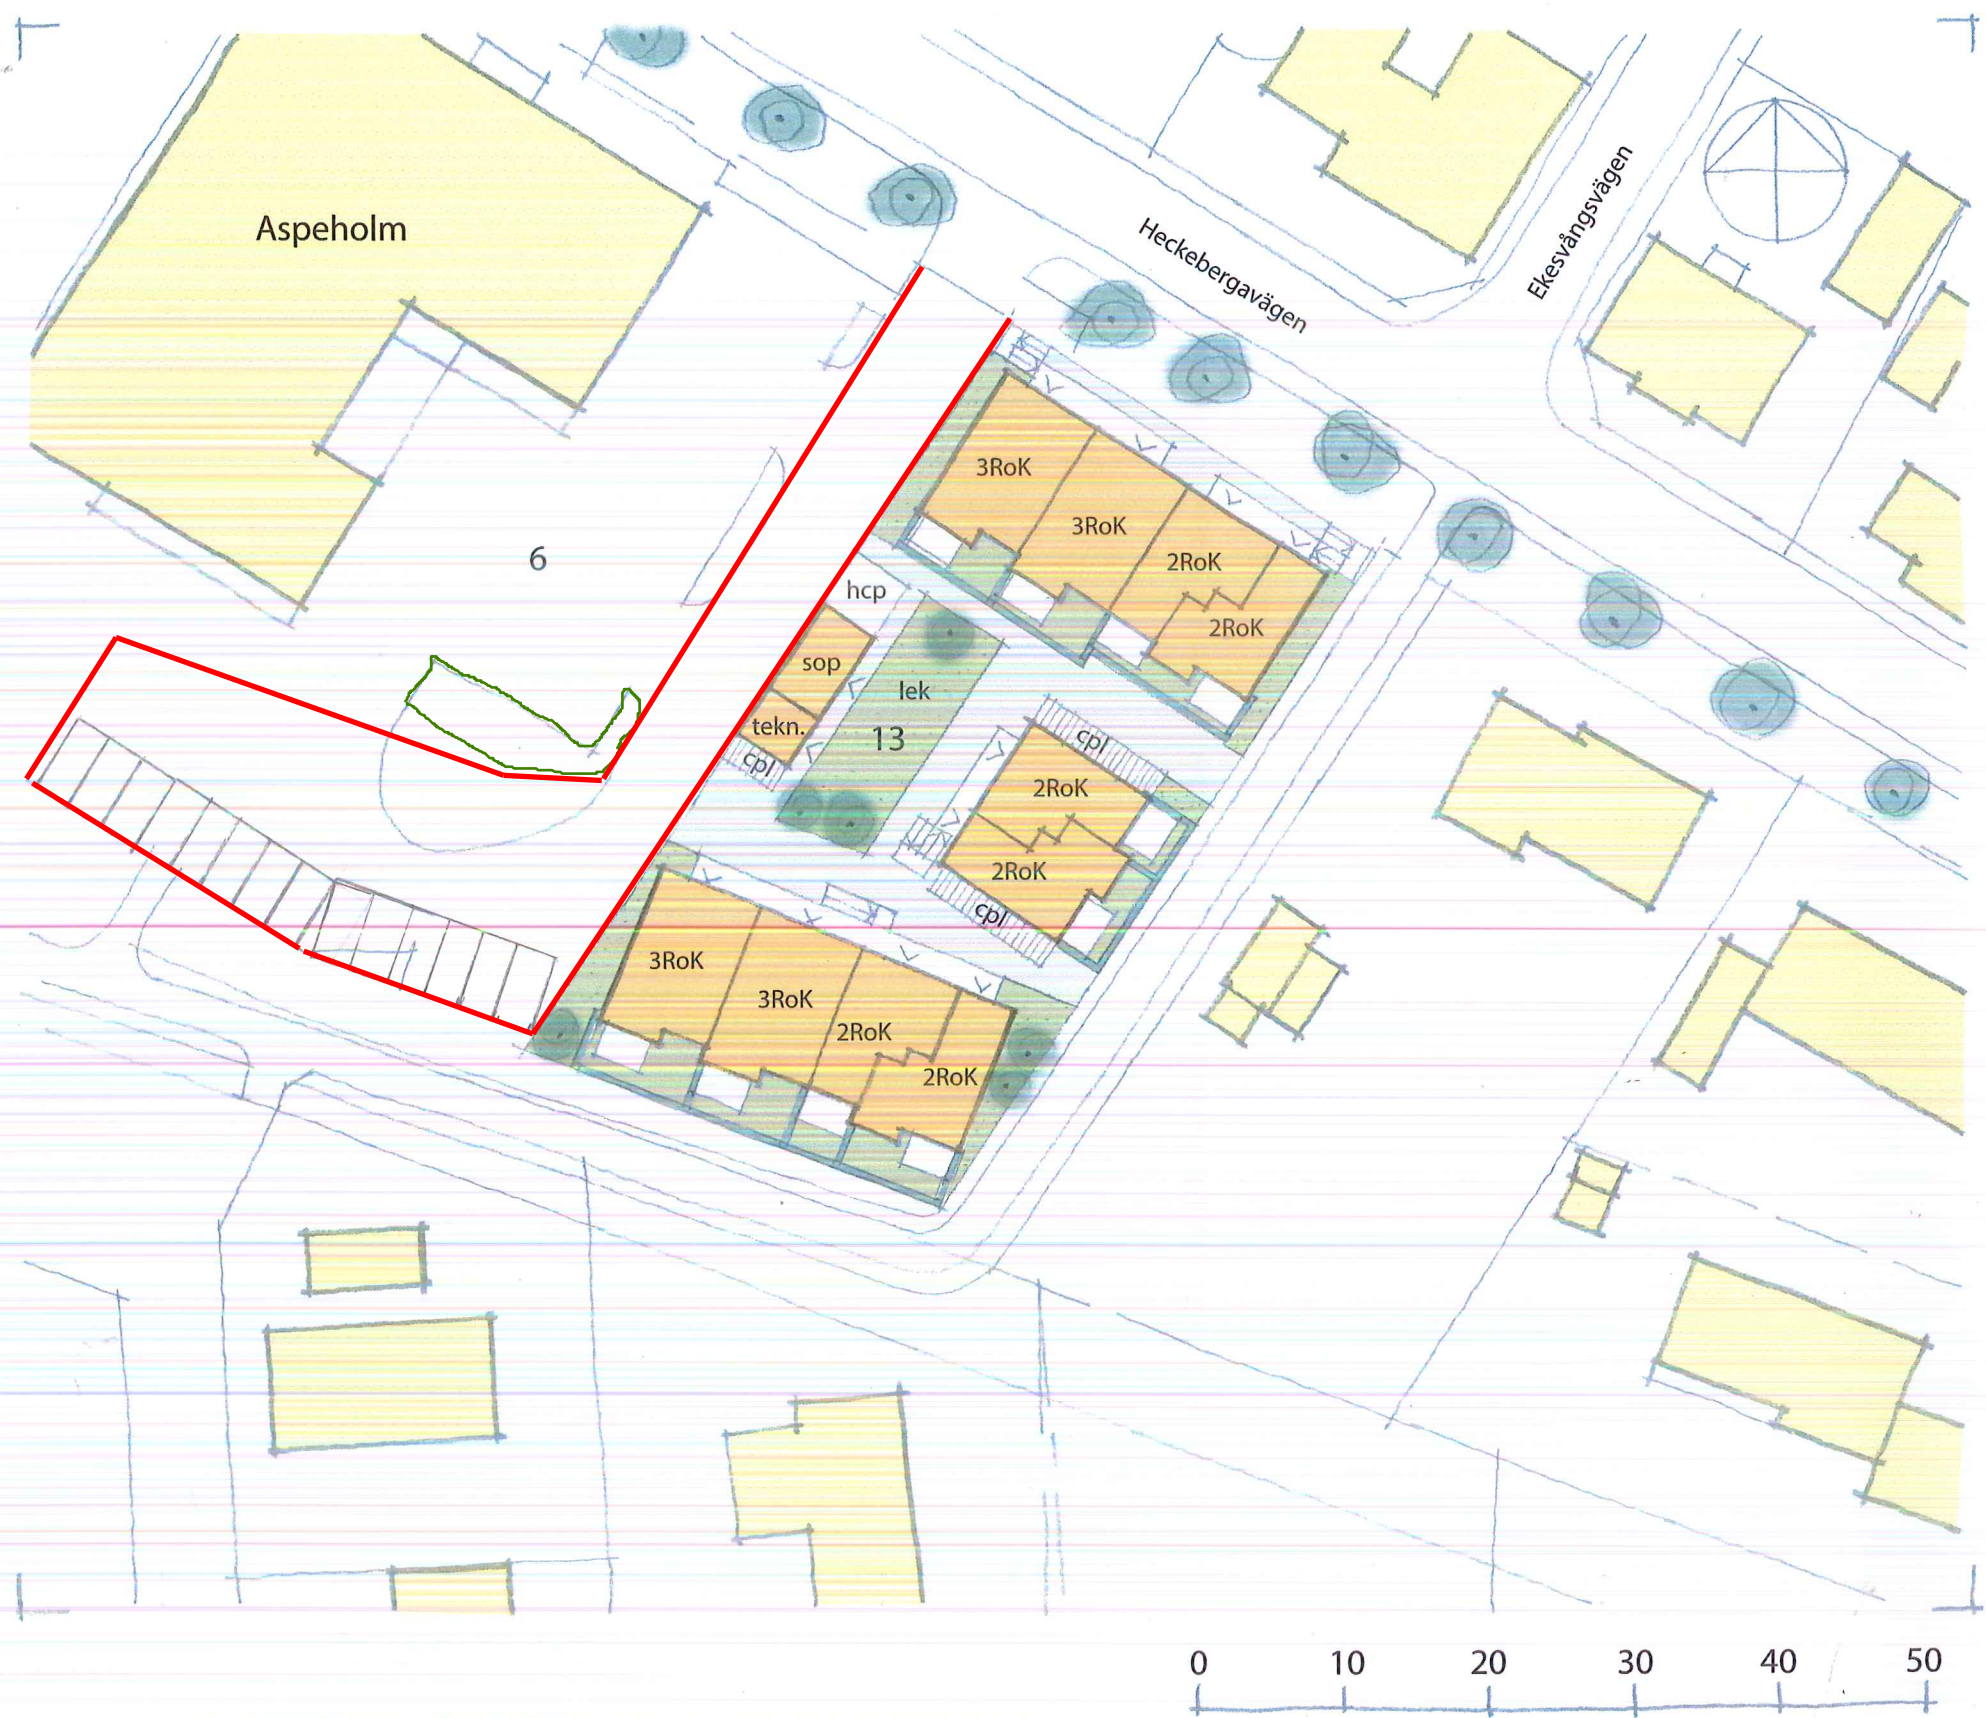 Aspeholm
Heckebergavägen
Ekesvångsvägen
6
3RoK
3RoK
2RoK
2RoK
hcp
sop
lek
tekn.
13
cpl
cpl
2RoK
2RoK
cpl
3RoK
3RoK
2RoK
2RoK
0 10 20 30 40 50